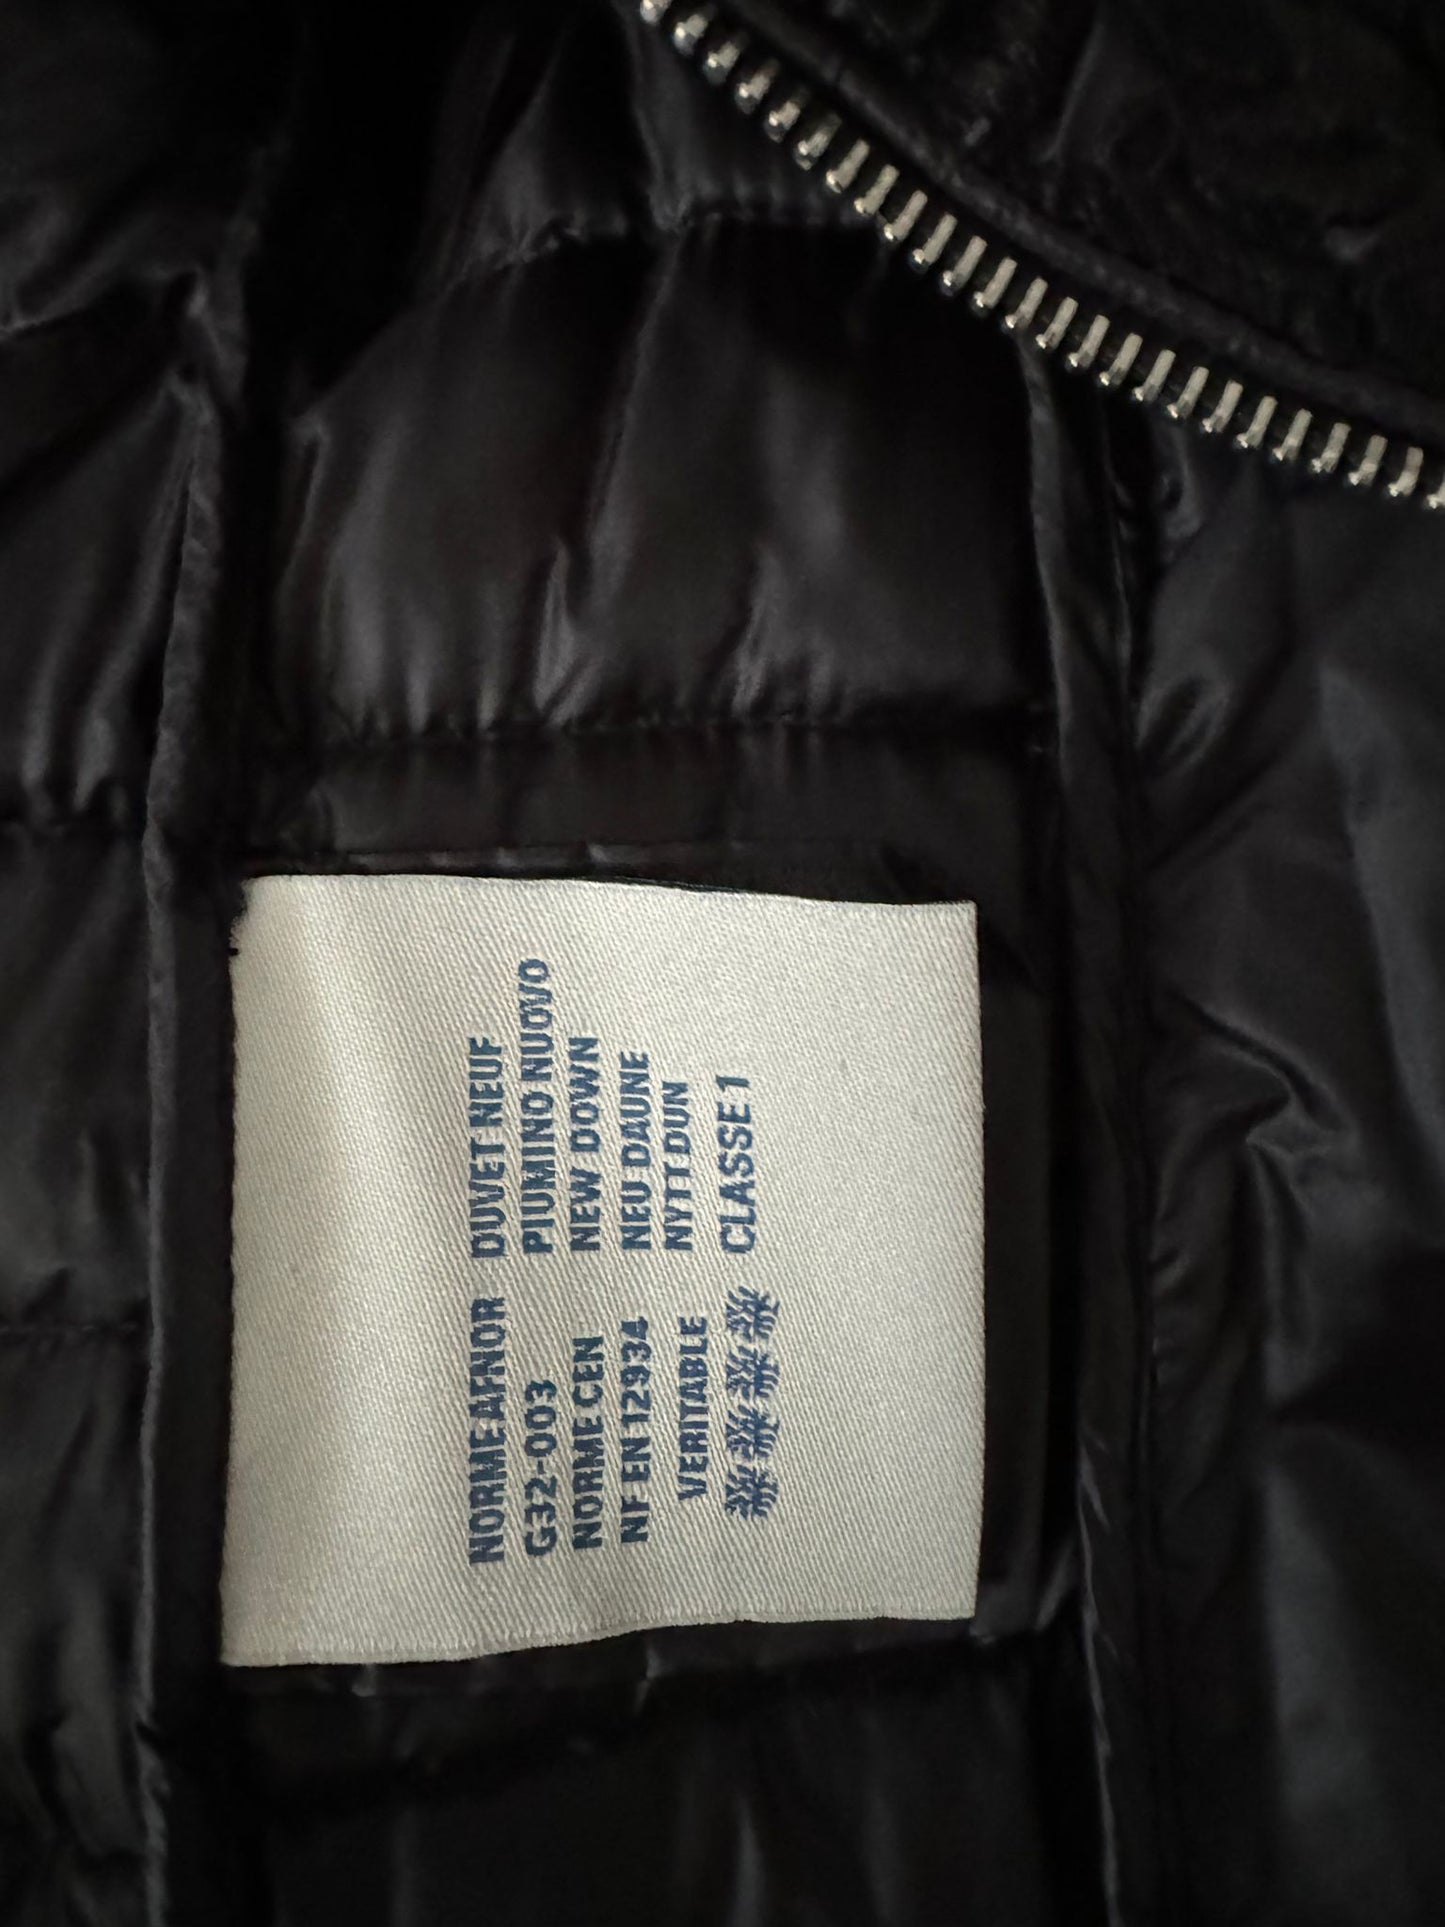 NORME AFNOR DUVET NEUF
G32-003 PIUMINO NUOVO
NORME CEN NEW DOWN
NF EN 12934 NEU DAUNE
VERITABLE NYTT DUN
CLASSE 1